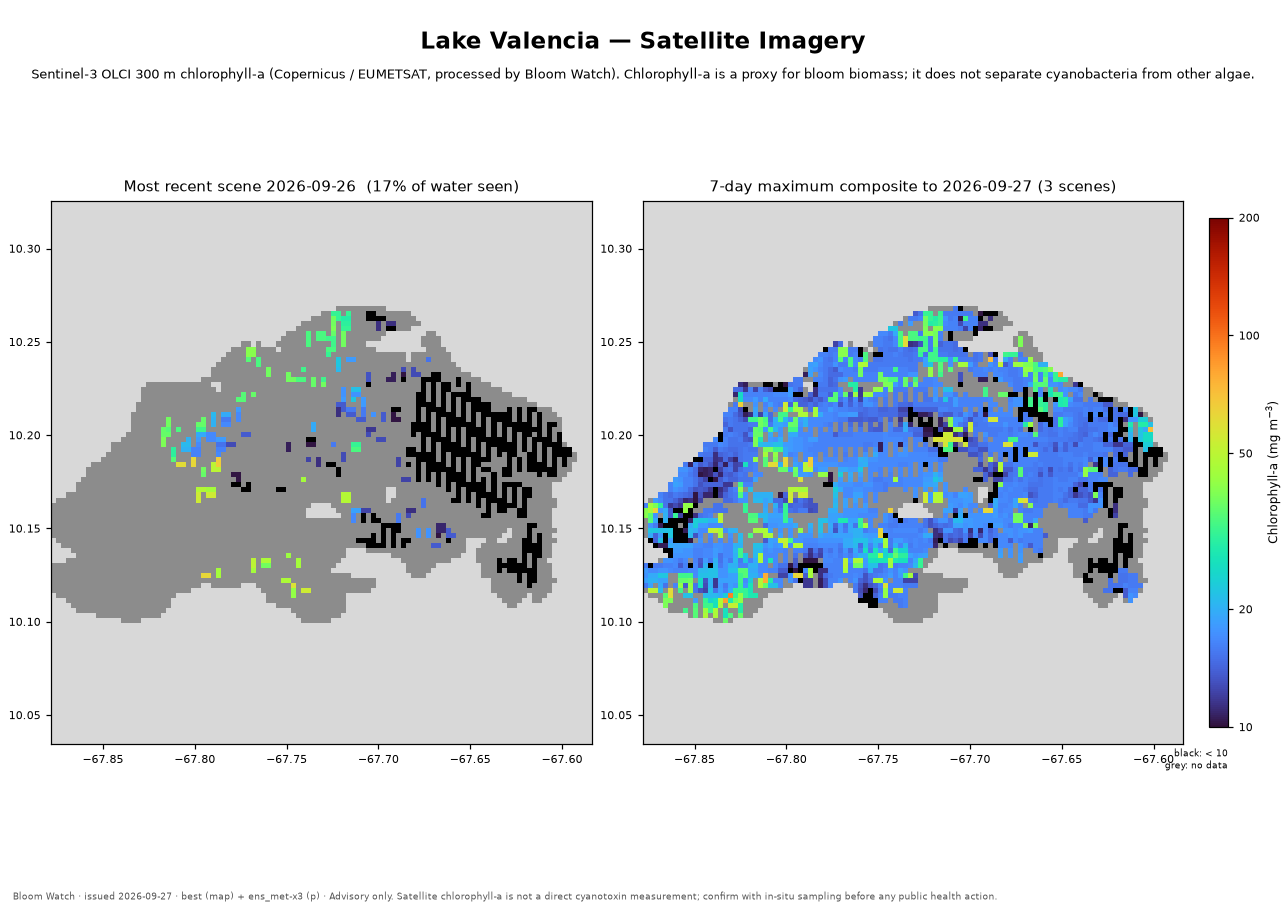 Lake Valencia — Satellite Imagery
Sentinel-3 OLCI 300 m chlorophyll-a (Copernicus / EUMETSAT, processed by Bloom Watch). Chlorophyll-a is a proxy for bloom biomass; it does not separate cyanobacteria from other algae.
Most recent scene 2026-09-26 (17% of water seen)
10.30
10.25
10.20
10.15
10.10
10.05
−67.85 −67.80 −67.75 −67.70 −67.65 −67.60
7-day maximum composite to 2026-09-27 (3 scenes)
10.30
10.25
10.20
10.15
10.10
10.05
−67.85 −67.80 −67.75 −67.70 −67.65 −67.60
200
100
50
20
10
Chlorophyll-a (mg m⁻³)
black: < 10
grey: no data
Bloom Watch · issued 2026-09-27 · best (map) + ens_met-x3 (p) · Advisory only. Satellite chlorophyll-a is not a direct cyanotoxin measurement; confirm with in-situ sampling before any public health action.